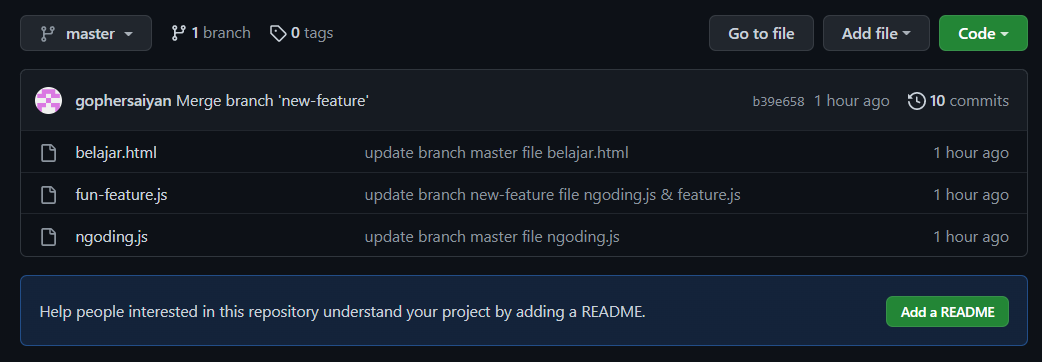 master 1 branch 0 tags Go to file Add file Code
gophersaiyan Merge branch 'new-feature' b39e658 1 hour ago 10 commits
belajar.html update branch master file belajar.html 1 hour ago
fun-feature.js update branch new-feature file ngoding.js & feature.js 1 hour ago
ngoding.js update branch master file ngoding.js 1 hour ago
Help people interested in this repository understand your project by adding a README. Add a README